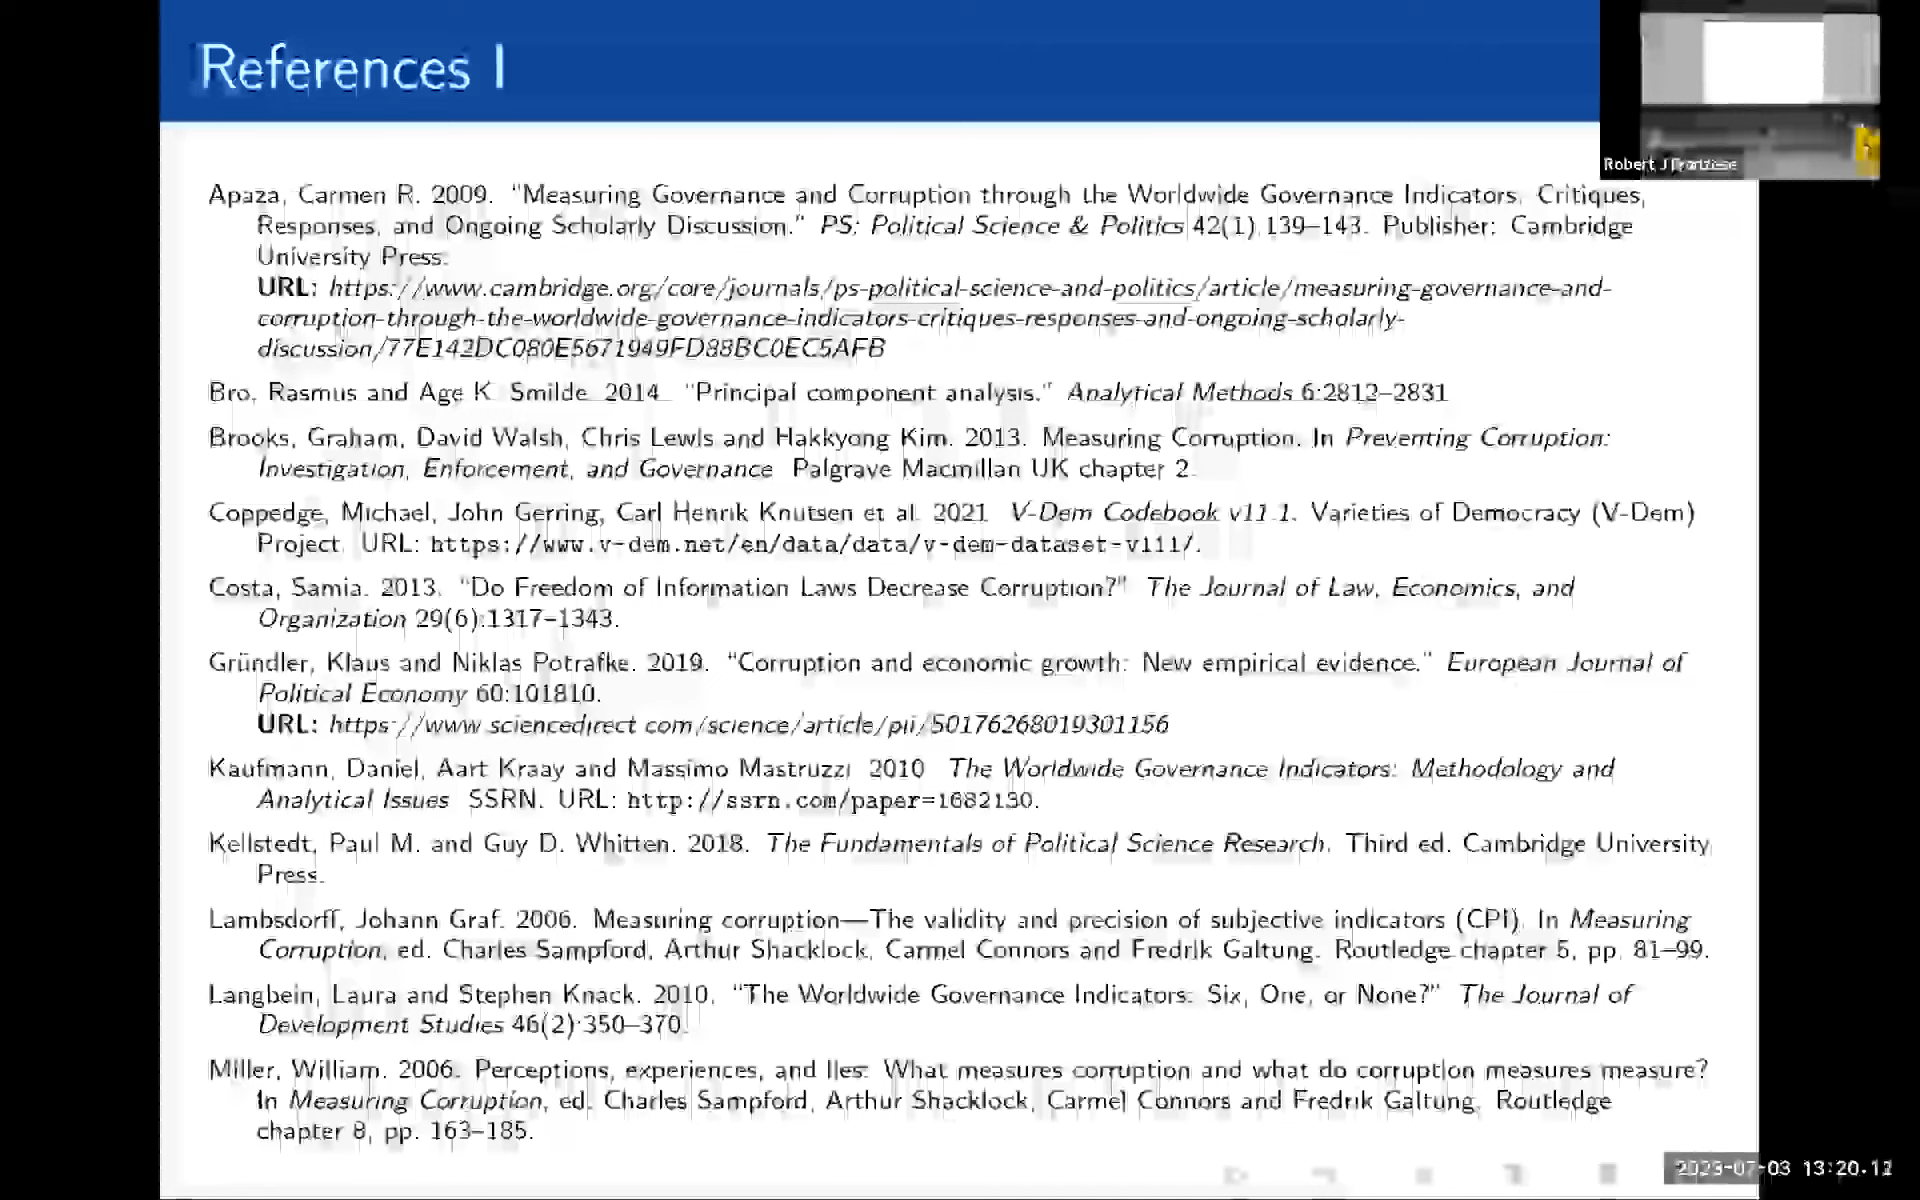 References I
Apaza, Carmen R. 2009. "Measuring Governance and Corruption through the Worldwide Governance Indicators. Critiques,
Responses, and Ongoing Scholarly Discussion." PS: Political Science & Politics 42(1) 139–143. Publisher: Cambridge
University Press.
URL: https://www.cambridge.org/core/journals/ps-political-science-and-politics/article/measuring-governance-and-
corruption-through-the-worldwide-governance-indicators-critiques-responses-and-ongoing-scholarly-
discussion/77E142DC080E5671949FD88BC0EC5AFB
Bro, Rasmus and Age K. Smilde. 2014. "Principal component analysis." Analytical Methods 6:2812–2831
Brooks, Graham, David Walsh, Chris Lewis and Hakkyong Kim. 2013. Measuring Corruption. In Preventing Corruption:
Investigation, Enforcement, and Governance Palgrave Macmillan UK chapter 2.
Coppedge, Michael, John Gerring, Carl Henrik Knutsen et al. 2021 V-Dem Codebook v11.1. Varieties of Democracy (V-Dem)
Project. URL: https://www.v-dem.net/en/data/data/v-dem-dataset-v111/.
Costa, Samia. 2013. "Do Freedom of Information Laws Decrease Corruption?" The Journal of Law, Economics, and
Organization 29(6):1317–1343.
Gründler, Klaus and Niklas Potrafke. 2019. "Corruption and economic growth: New empirical evidence." European Journal of
Political Economy 60:101810.
URL: https://www.sciencedirect.com/science/article/pii/S0176268019301156
Kaufmann, Daniel, Aart Kraay and Massimo Mastruzzi 2010 The Worldwide Governance Indicators: Methodology and
Analytical Issues SSRN. URL: http://ssrn.com/paper=1682130.
Kellstedt, Paul M. and Guy D. Whitten. 2018. The Fundamentals of Political Science Research. Third ed. Cambridge University
Press.
Lambsdorff, Johann Graf. 2006. Measuring corruption—The validity and precision of subjective indicators (CPI). In Measuring
Corruption, ed. Charles Sampford, Arthur Shacklock, Carmel Connors and Fredrik Galtung. Routledge chapter 5, pp. 81–99.
Langbein, Laura and Stephen Knack. 2010. "The Worldwide Governance Indicators: Six, One, or None?" The Journal of
Development Studies 46(2):350–370.
Miller, William. 2006. Perceptions, experiences, and lies: What measures corruption and what do corruption measures measure?
In Measuring Corruption, ed. Charles Sampford, Arthur Shacklock, Carmel Connors and Fredrik Galtung. Routledge
chapter 8, pp. 163–185.
Robert J
2023-07-03 13:20:12